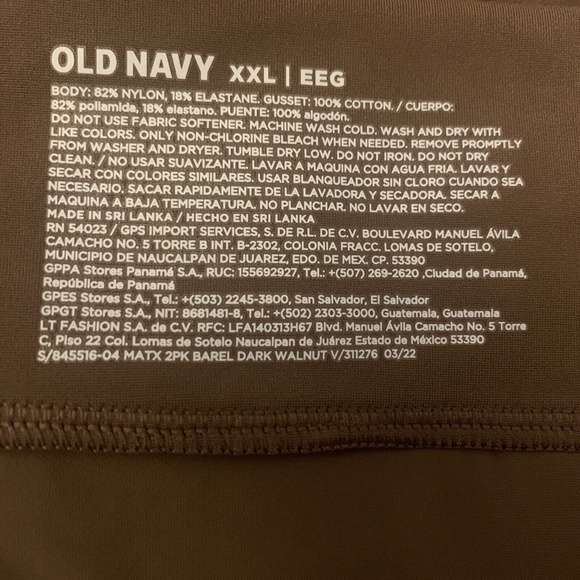 OLD NAVY XXL | EEG
BODY: 82% NYLON, 18% ELASTANE. GUSSET: 100% COTTON. / CUERPO:
82% poliamida, 18% elastano. PUENTE: 100% algodón.
DO NOT USE FABRIC SOFTENER. MACHINE WASH COLD. WASH AND DRY WITH
LIKE COLORS. ONLY NON-CHLORINE BLEACH WHEN NEEDED. REMOVE PROMPTLY
FROM WASHER AND DRYER. TUMBLE DRY LOW. DO NOT IRON. DO NOT DRY
CLEAN. / NO USAR SUAVIZANTE. LAVAR A MAQUINA CON AGUA FRIA. LAVAR Y
SECAR CON COLORES SIMILARES. USAR BLANQUEADOR SIN CLORO CUANDO SEA
NECESARIO. SACAR RAPIDAMENTE DE LA LAVADORA Y SECADORA. SECAR A
MAQUINA A BAJA TEMPERATURA. NO PLANCHAR. NO LAVAR EN SECO.
MADE IN SRI LANKA / HECHO EN SRI LANKA
RN 54023 / GPS IMPORT SERVICES, S. DE R.L. DE C.V. BOULEVARD MANUEL ÁVILA
CAMACHO NO. 5 TORRE B INT. B-2302, COLONIA FRACC. LOMAS DE SOTELO,
MUNICIPIO DE NAUCALPAN DE JUAREZ, EDO. DE MEX. CP. 53390
GPPA Stores Panamá S.A., RUC: 155692927, Tel.: +(507) 269-2620 ,Ciudad de Panamá,
República de Panamá
GPES Stores S.A., Tel.: +(503) 2245-3800, San Salvador, El Salvador
GPGT Stores S.A., NIT: 8681481-8, Tel.: +(502) 2303-3000, Guatemala, Guatemala
LT FASHION S.A. de C.V. RFC: LFA140313H67 Blvd. Manuel Ávila Camacho No. 5 Torre
C, Piso 22 Col. Lomas de Sotelo Naucalpan de Juárez Estado de México 53390
S/845516-04 MATX 2PK BAREL DARK WALNUT V/311276 03/22